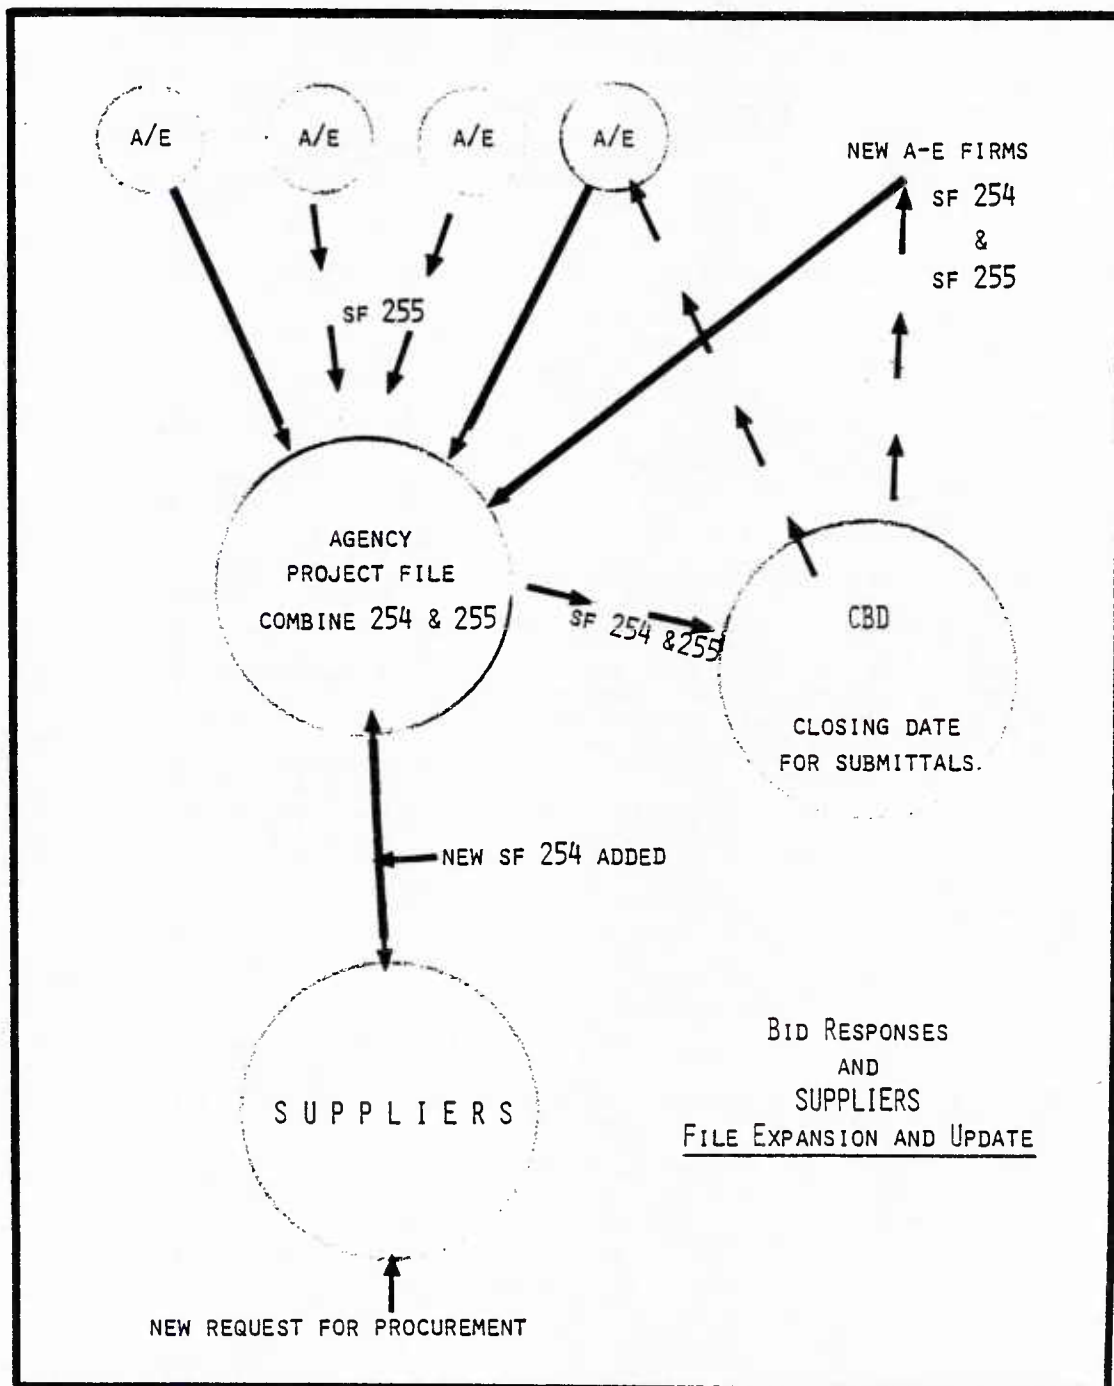 A/E
A/E
A/E
A/E
NEW A-E FIRMS
SF 254
&
SF 255
SF 255
AGENCY
PROJECT FILE
COMBINE 254 & 255
SF 254 &255
CBD
CLOSING DATE
FOR SUBMITTALS.
NEW SF 254 ADDED
SUPPLIERS
BID RESPONSES
AND
SUPPLIERS
FILE EXPANSION AND UPDATE
NEW REQUEST FOR PROCUREMENT